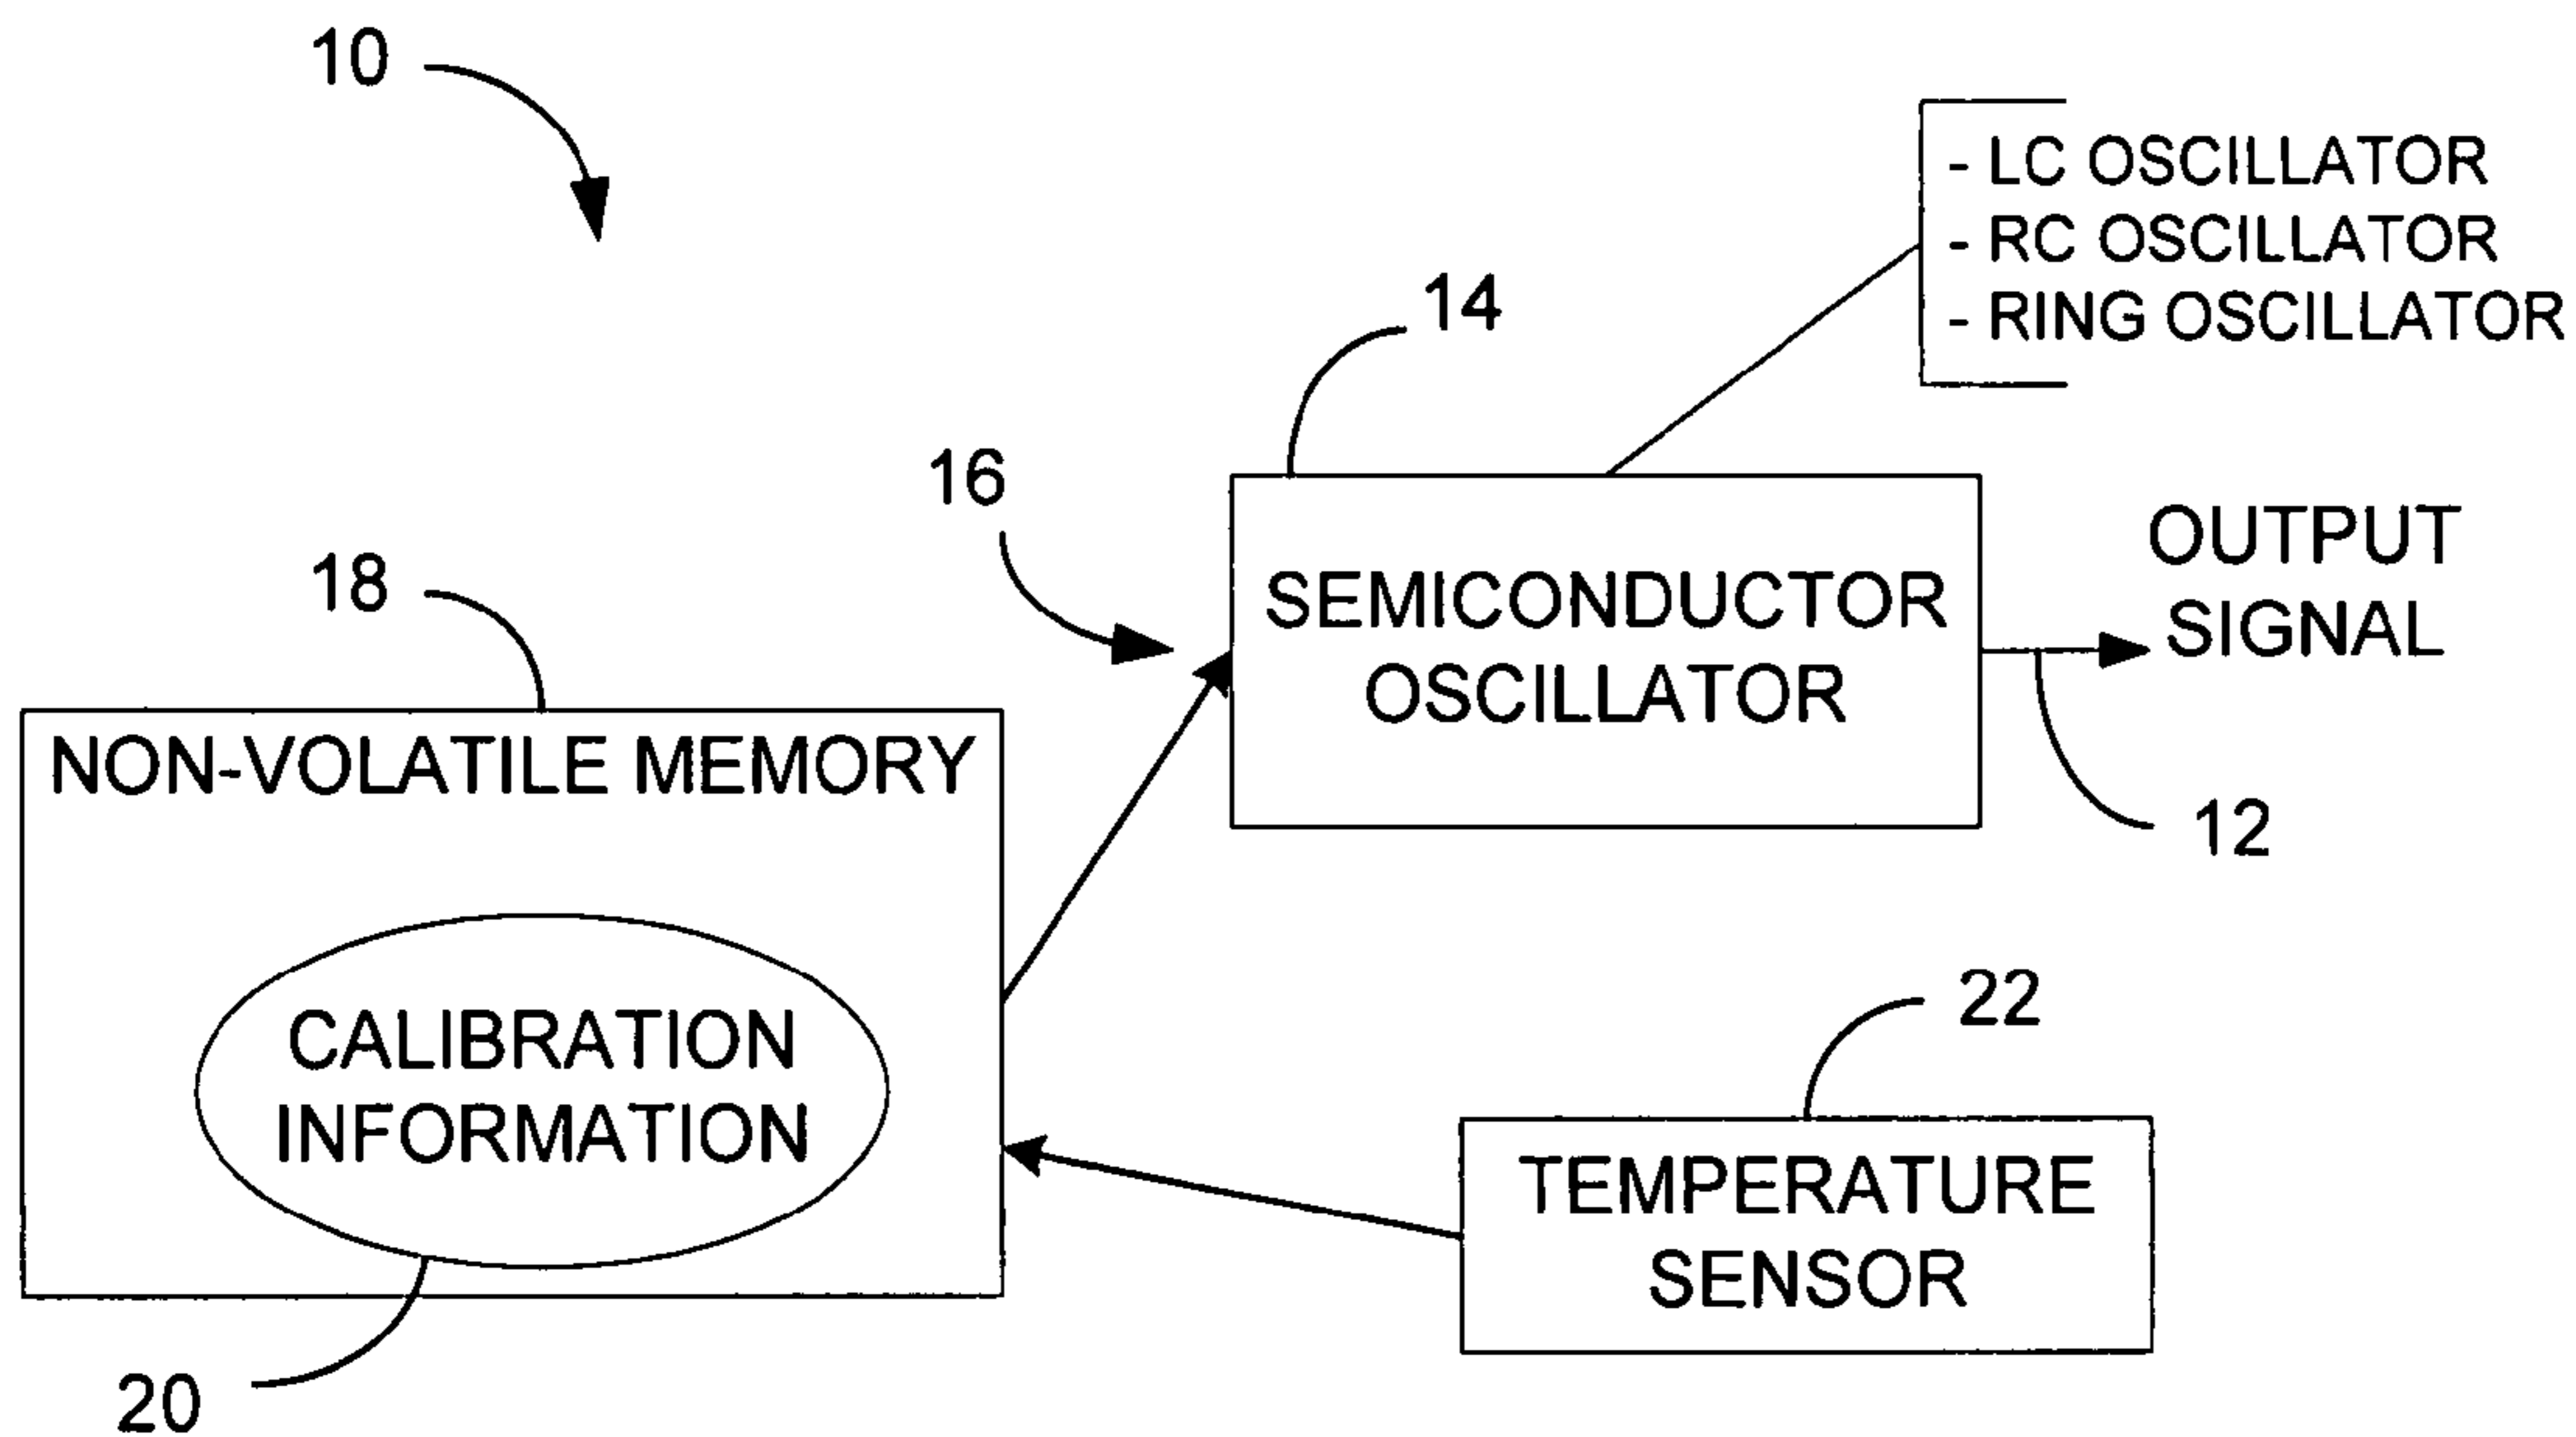 10
- LC OSCILLATOR
- RC OSCILLATOR
- RING OSCILLATOR
14
16
SEMICONDUCTOR
OSCILLATOR
OUTPUT
SIGNAL
12
18
NON-VOLATILE MEMORY
CALIBRATION
INFORMATION
20
22
TEMPERATURE
SENSOR